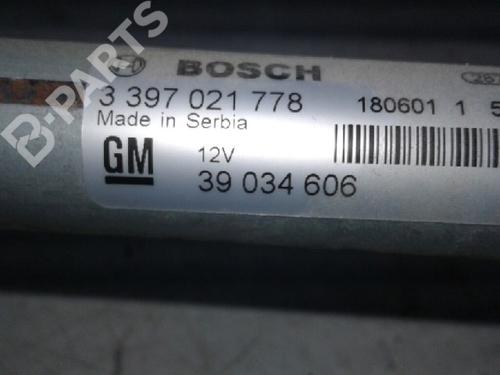 BOSCH
3 397 021 778
180601 1 5
Made in Serbia
GM
12V
39 034 606
B-PARTS